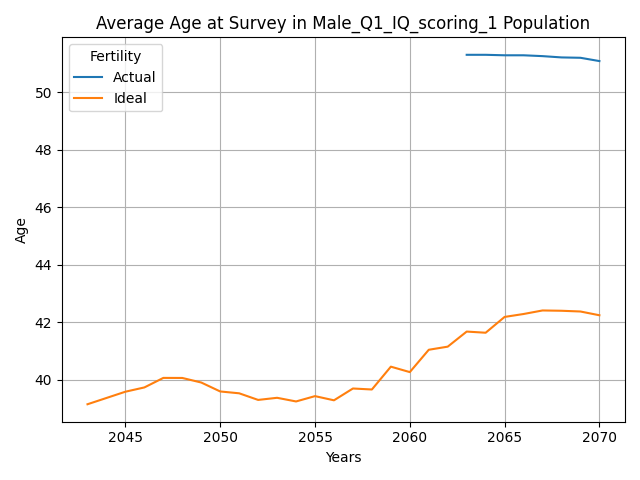 Average Age at Survey in Male_Q1_IQ_scoring_1 Population
Fertility
Actual
Ideal
50
48
46
44
42
40
Age
2045 2050 2055 2060 2065 2070
Years